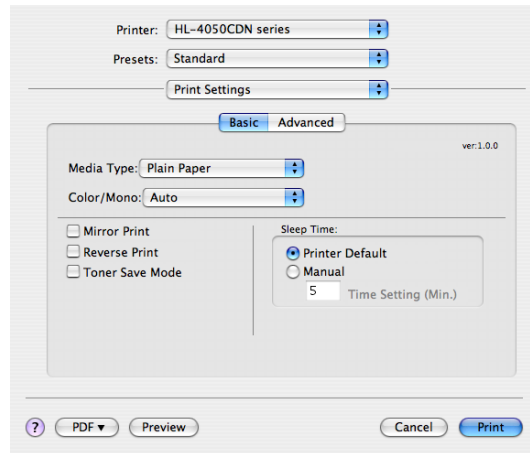 Printer: HL-4050CDN series
Presets: Standard
Print Settings
Basic Advanced
ver:1.0.0
Media Type: Plain Paper
Color/Mono: Auto
Mirror Print
Reverse Print
Toner Save Mode
Sleep Time:
Printer Default
Manual
5 Time Setting (Min.)
? PDF ▾ Preview Cancel Print